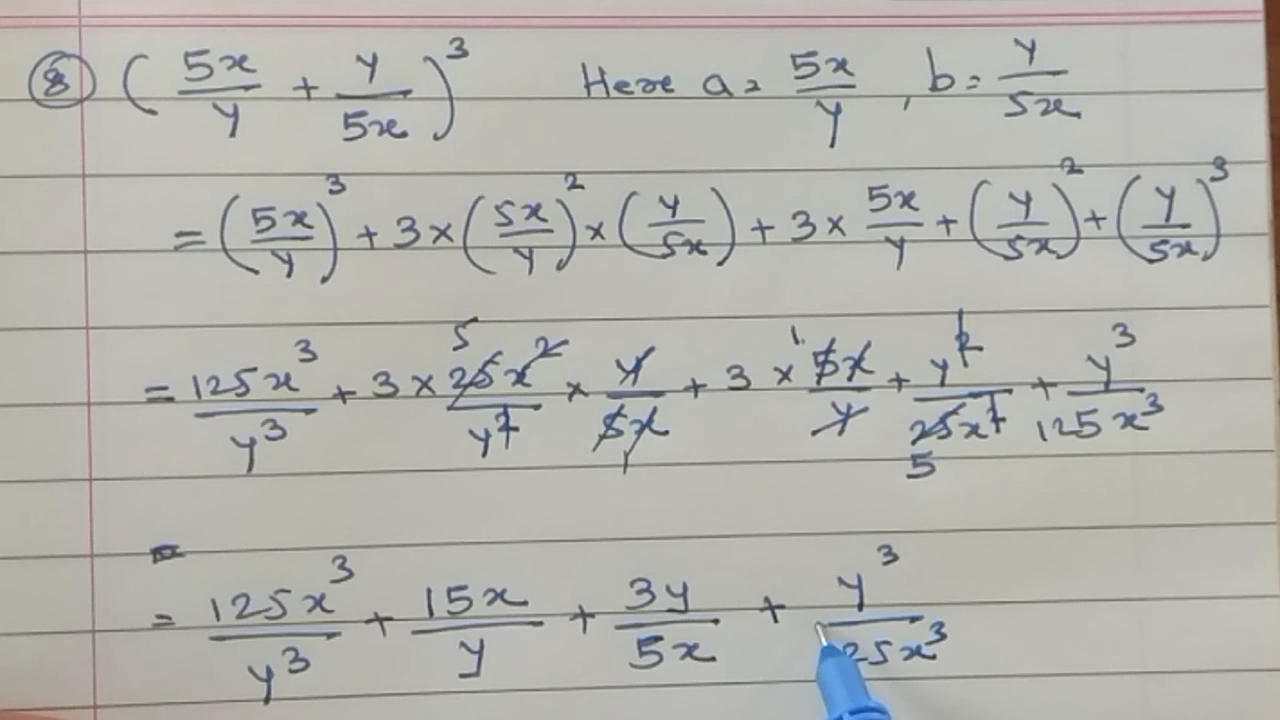 ⑧ (5x/y + y/5x)³ Here a = 5x/y, b = y/5x
= (5x/y)³ + 3 × (5x/y)² × (y/5x) + 3 × 5x/y + (y/5x)² + (y/5x)³
= 125x³/y³ + 3 × 25x²/y² × y/5x + 3 × 5x/y + y²/25x² + y³/125x³
= 125x³/y³ + 15x/y + 3y/5x + y³/25x³